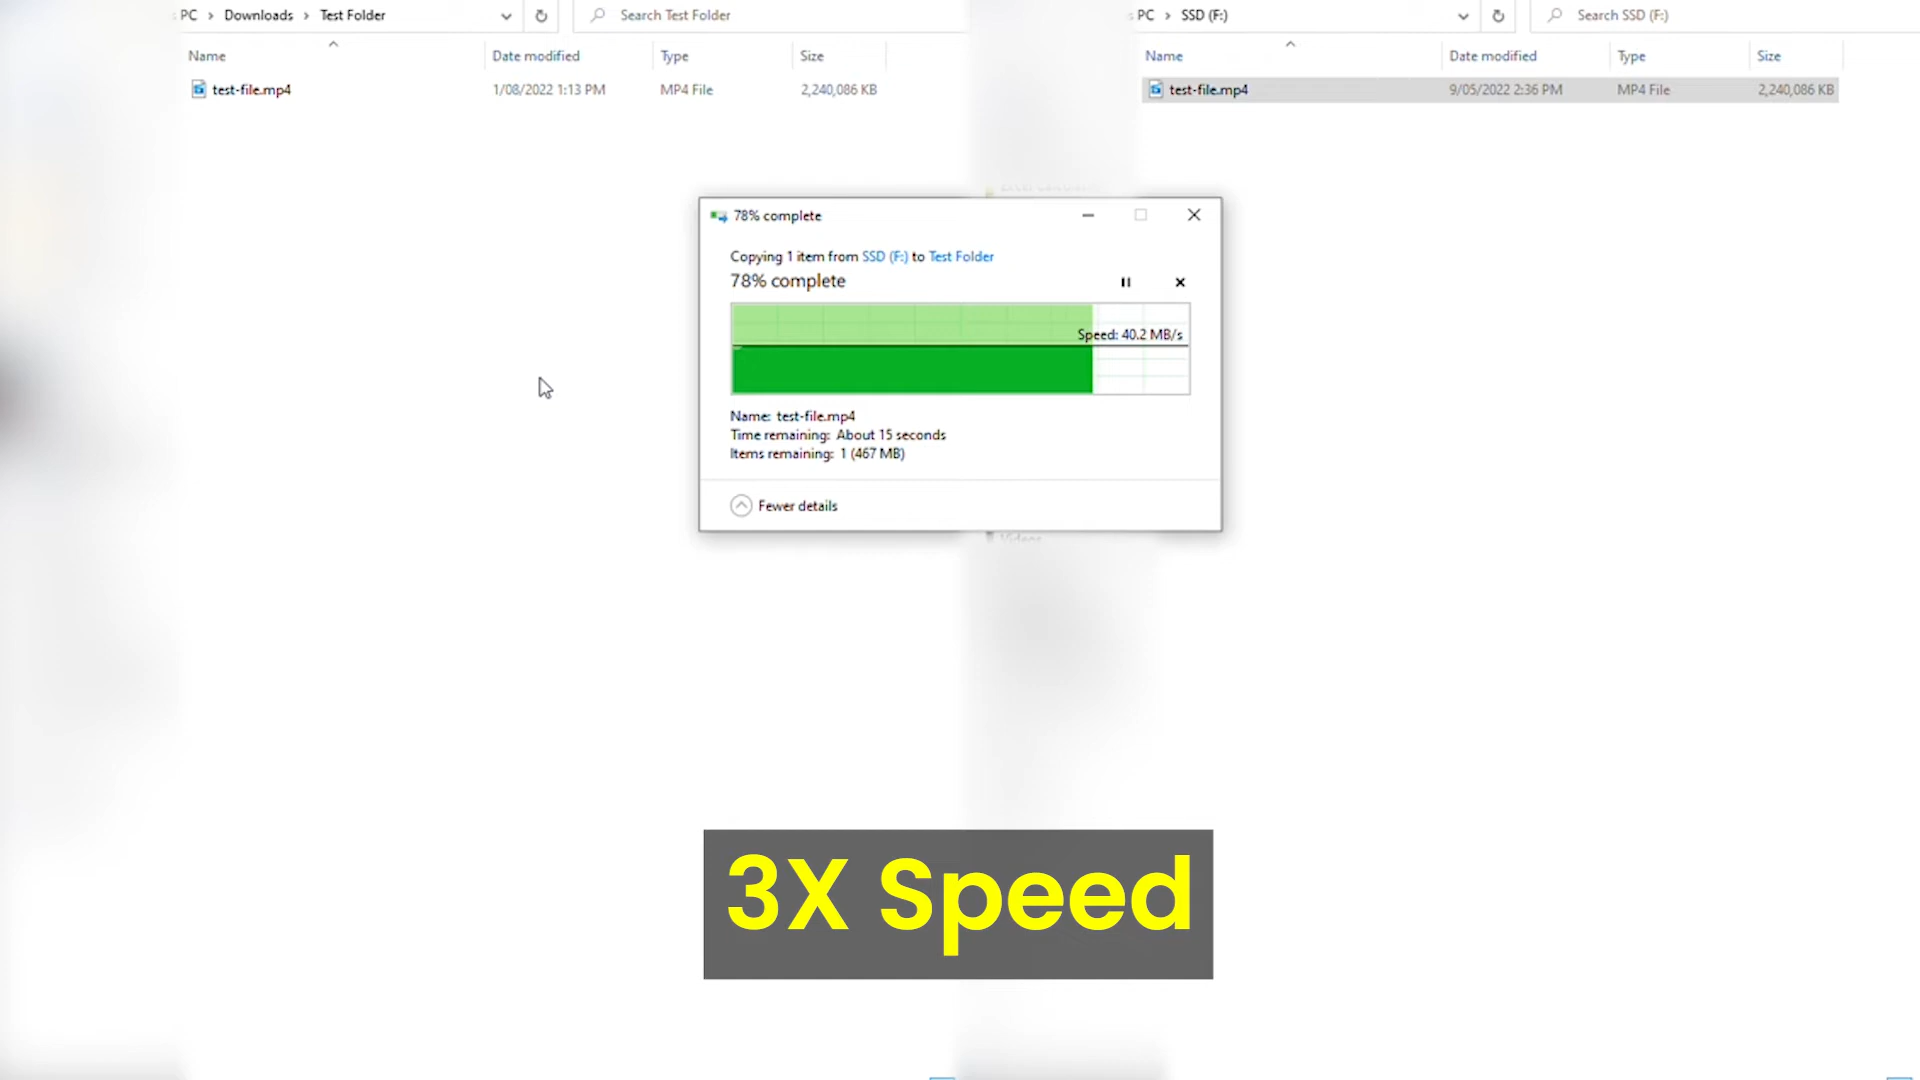 PC > Downloads > Test Folder
Search Test Folder
Name Date modified Type Size
test-file.mp4 1/08/2022 1:13 PM MP4 File 2,240,086 KB
PC > SSD (F:)
Search SSD (F:)
Name Date modified Type Size
test-file.mp4 9/05/2022 2:36 PM MP4 File 2,240,086 KB
78% complete
Copying 1 item from SSD (F:) to Test Folder
78% complete
Speed: 40.2 MB/s
Name: test-file.mp4
Time remaining: About 15 seconds
Items remaining: 1 (467 MB)
Fewer details
Videos
3X Speed